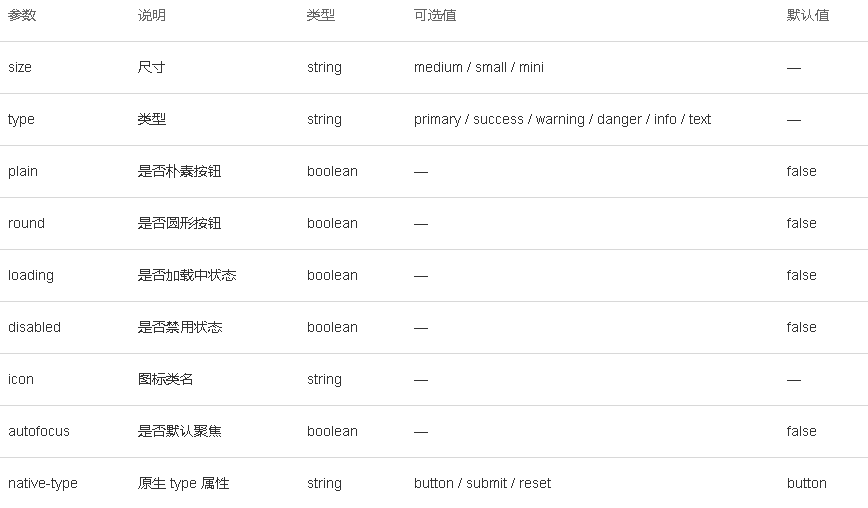 参数 说明 类型 可选值 默认值
size 尺寸 string medium / small / mini —
type 类型 string primary / success / warning / danger / info / text —
plain 是否朴素按钮 boolean — false
round 是否圆形按钮 boolean — false
loading 是否加载中状态 boolean — false
disabled 是否禁用状态 boolean — false
icon 图标类名 string — —
autofocus 是否默认聚焦 boolean — false
native-type 原生 type 属性 string button / submit / reset button